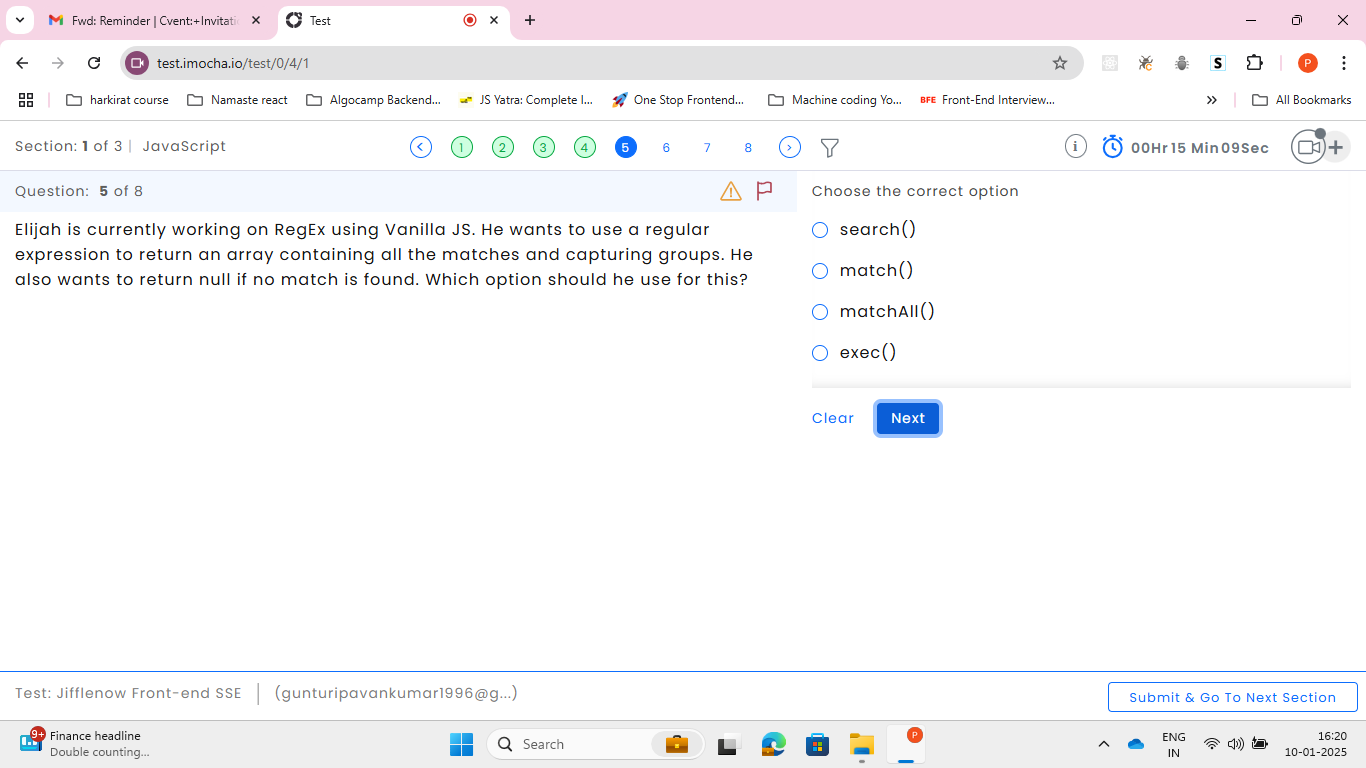 Fwd: Reminder | Cvent:+Invitati
Test
test.imocha.io/test/0/4/1
P
harkirat course
Namaste react
Algocamp Backend...
JS Yatra: Complete I...
One Stop Frontend...
Machine coding Yo...
BFE Front-End Interview...
All Bookmarks
Section: 1 of 3 | JavaScript
1 2 3 4 5 6 7 8
00Hr 15 Min 09Sec
Question: 5 of 8
Elijah is currently working on RegEx using Vanilla JS. He wants to use a regular
expression to return an array containing all the matches and capturing groups. He
also wants to return null if no match is found. Which option should he use for this?
Choose the correct option
search()
match()
matchAll()
exec()
Clear
Next
Test: Jifflenow Front-end SSE | (gunturipavankumar1996@g...)
Submit & Go To Next Section
9+
Finance headline
Double counting...
Search
P
ENG
IN
16:20
10-01-2025